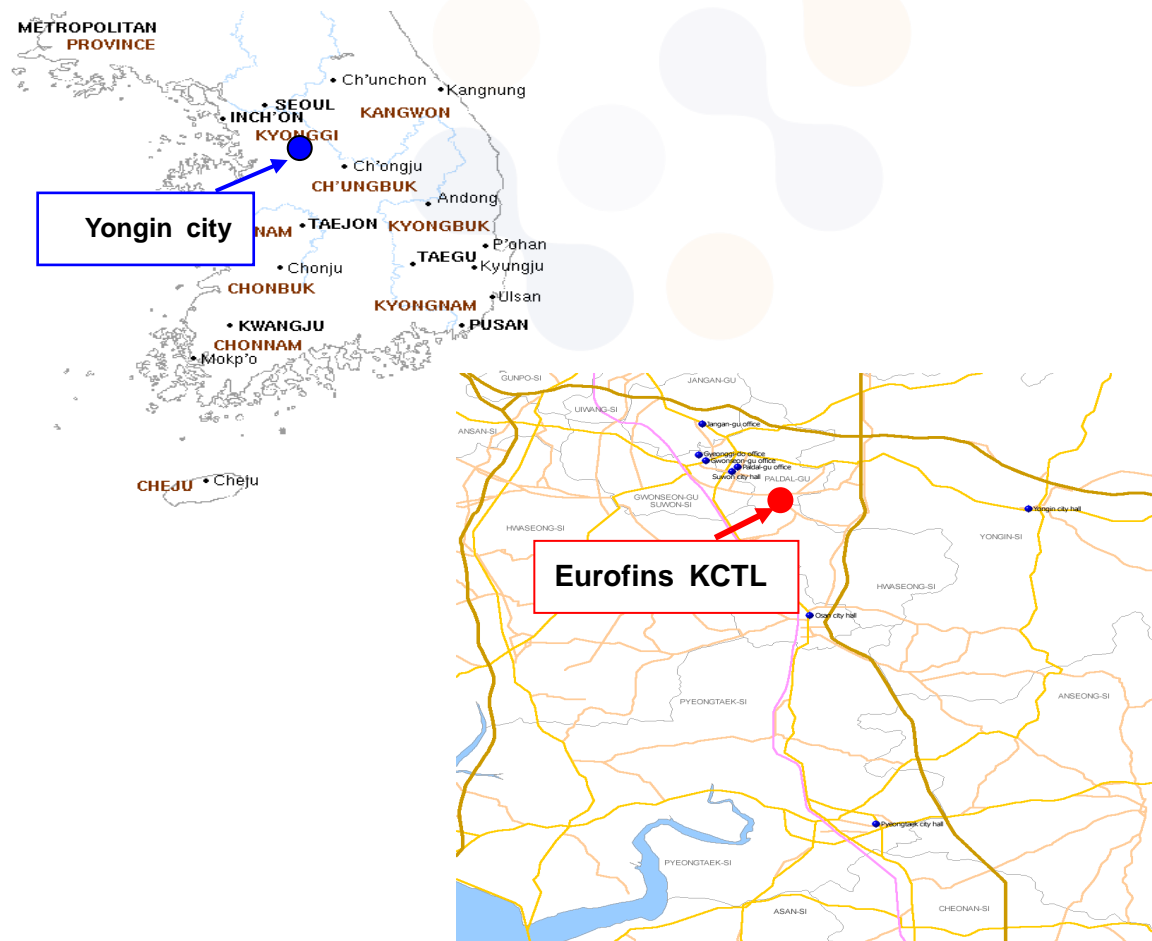 METROPOLITAN
PROVINCE
Ch'unchon
Kangnung
SEOUL
INCH'ON
KANGWON
KYONGGI
Ch'ongju
CH'UNGBUK
Andong
Yongin city
NAM
TAEJON
KYONGBUK
P'ohan
TAEGU
Kyungju
Chonju
CHONBUK
Ulsan
KYONGNAM
KWANGJU
PUSAN
CHONNAM
Mokp'o
CHEJU
Cheju
GUNPO-SI
JANGAN-GU
UIWANG-SI
Jangan-gu office
ANSAN-SI
Gyeonggi-do office
Gwonseon-gu office
Paldal-gu office
Suwon city hall
PALDAL-GU
GWONSEON-GU
SUWON-SI
Yongin city hall
HWASEONG-SI
YONGIN-SI
Eurofins KCTL
HWASEONG-SI
Osan city hall
ANSEONG-SI
PYEONGTAEK-SI
Pyeongtaek city hall
PYEONGTAEK-SI
ASAN-SI
CHEONAN-SI